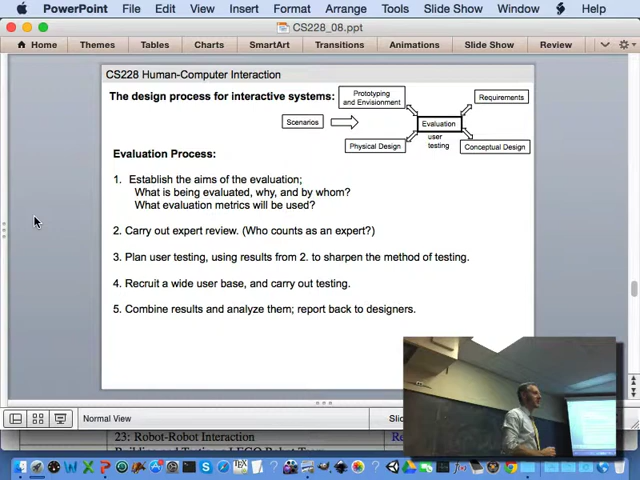 PowerPoint File Edit View Insert Format Arrange Tools Slide Show Window Help
CS228_08.ppt
Home Themes Tables Charts SmartArt Transitions Animations Slide Show Review
CS228 Human-Computer Interaction
The design process for interactive systems:
Prototyping
and Envisionment
Requirements
Scenarios
Evaluation
user
testing
Physical Design
Conceptual Design
Evaluation Process:
1. Establish the aims of the evaluation;
What is being evaluated, why, and by whom?
What evaluation metrics will be used?
2. Carry out expert review. (Who counts as an expert?)
3. Plan user testing, using results from 2. to sharpen the method of testing.
4. Recruit a wide user base, and carry out testing.
5. Combine results and analyze them; report back to designers.
Normal View
23: Robot-Robot Interaction